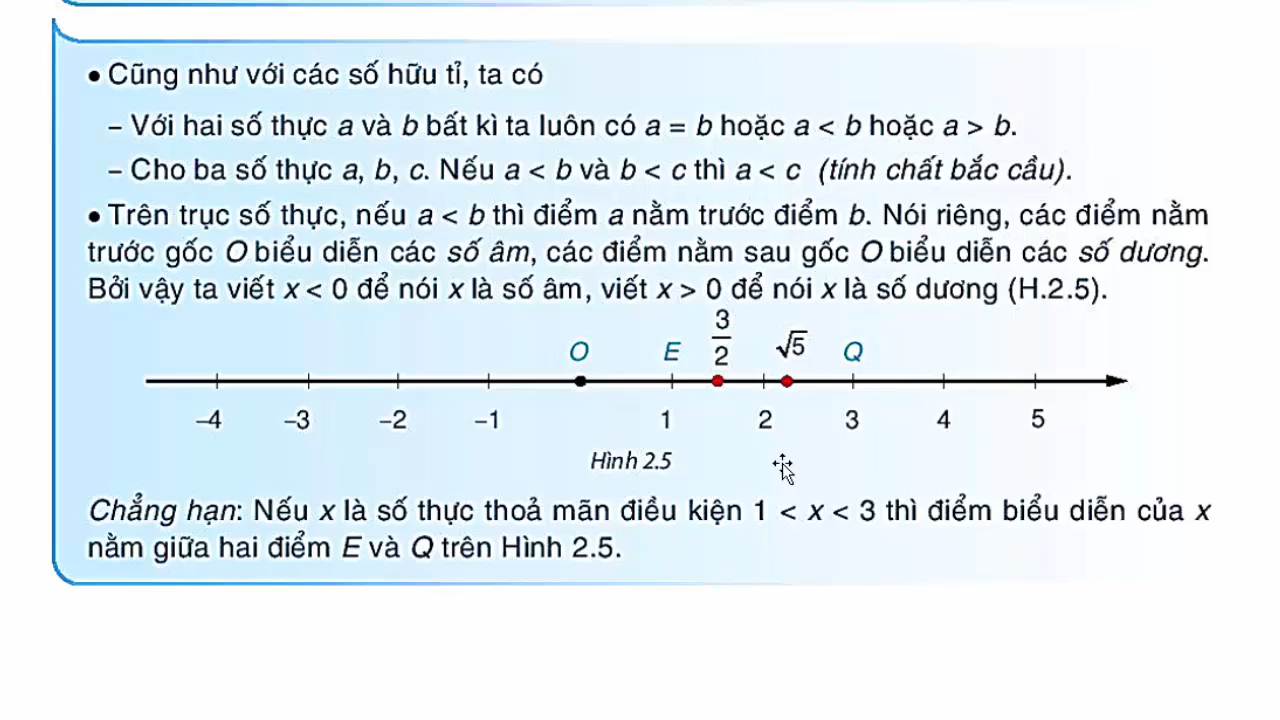 • Cũng như với các số hữu tỉ, ta có
– Với hai số thực a và b bất kì ta luôn có a = b hoặc a < b hoặc a > b.
– Cho ba số thực a, b, c. Nếu a < b và b < c thì a < c (tính chất bắc cầu).
• Trên trục số thực, nếu a < b thì điểm a nằm trước điểm b. Nói riêng, các điểm nằm
trước gốc O biểu diễn các số âm, các điểm nằm sau gốc O biểu diễn các số dương.
Bởi vậy ta viết x < 0 để nói x là số âm, viết x > 0 để nói x là số dương (H.2.5).
O E 3/2 √5 Q
–4 –3 –2 –1 1 2 3 4 5
Hình 2.5
Chẳng hạn: Nếu x là số thực thoả mãn điều kiện 1 < x < 3 thì điểm biểu diễn của x
nằm giữa hai điểm E và Q trên Hình 2.5.